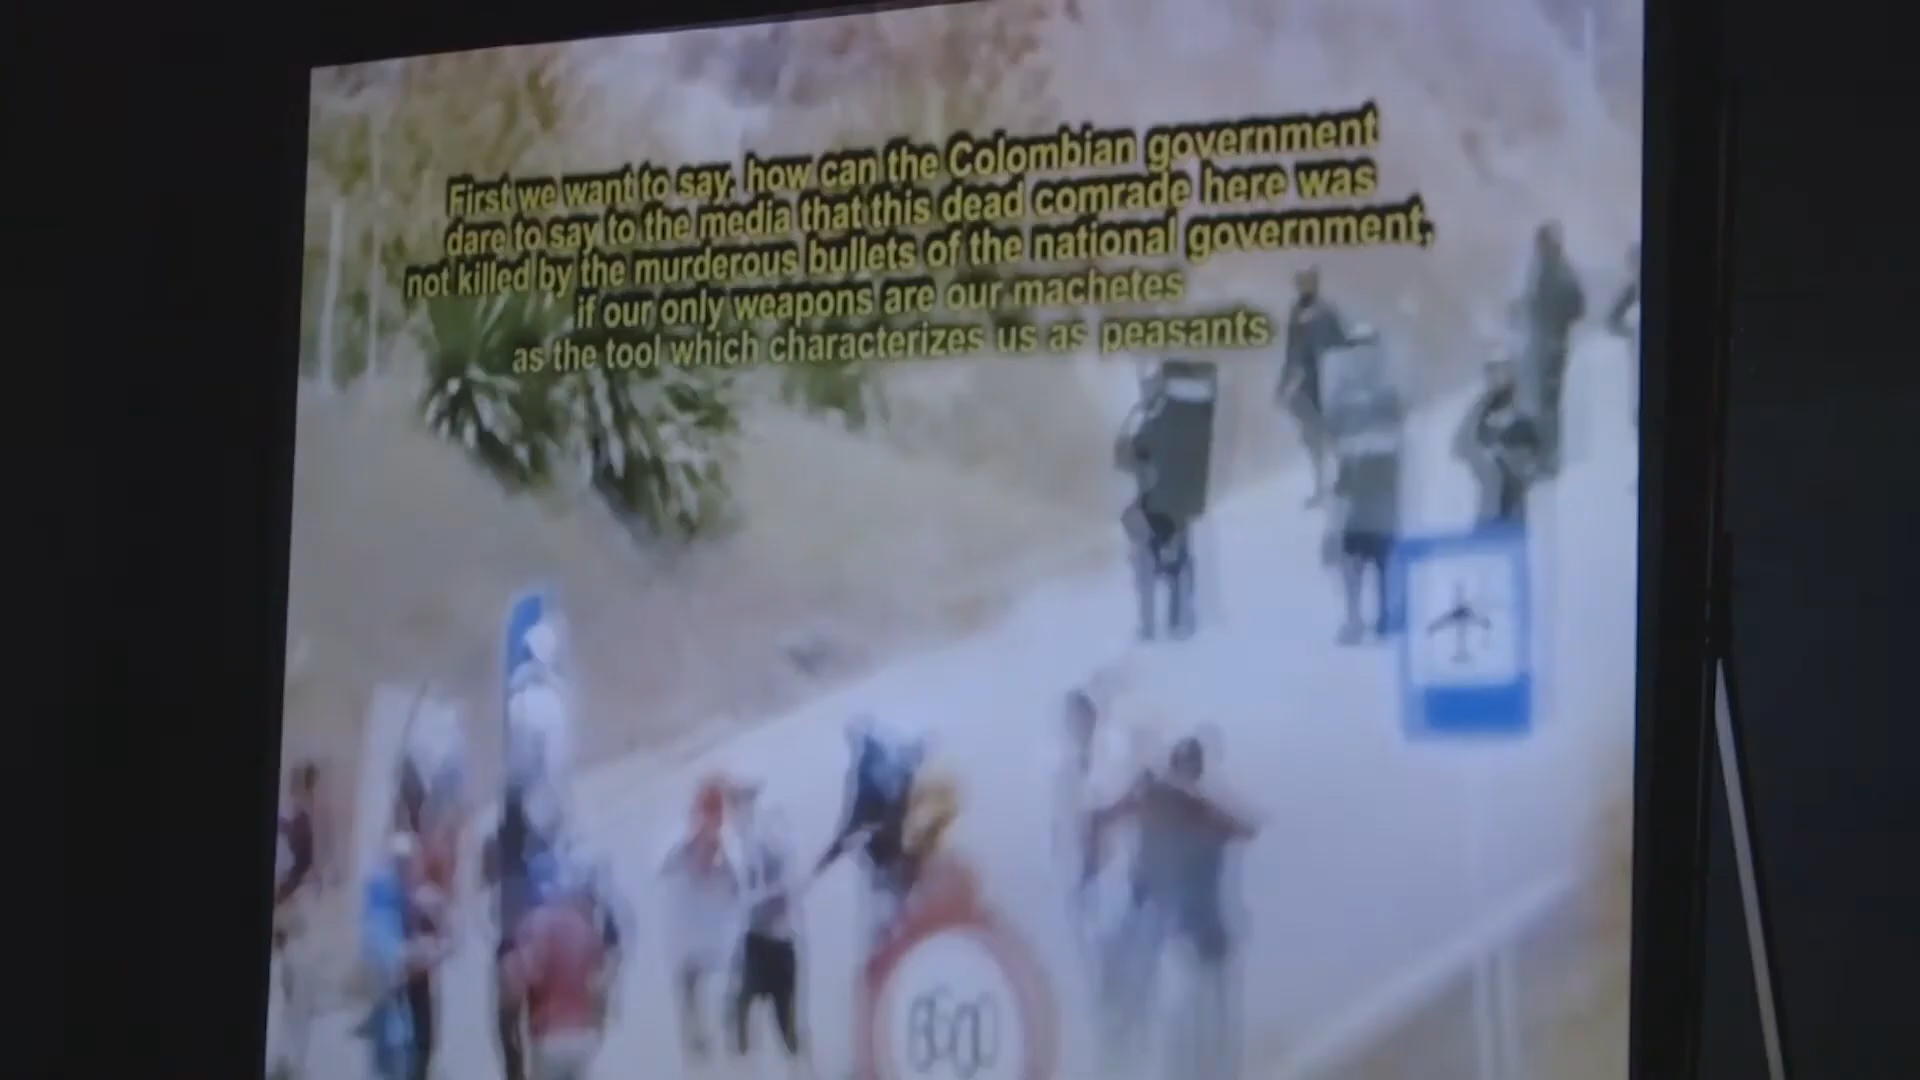 First we want to say, how can the Colombian government
dare to say to the media that this dead comrade here was
not killed by the murderous bullets of the national government,
if our only weapons are our machetes
as the tool which characterizes us as peasants.